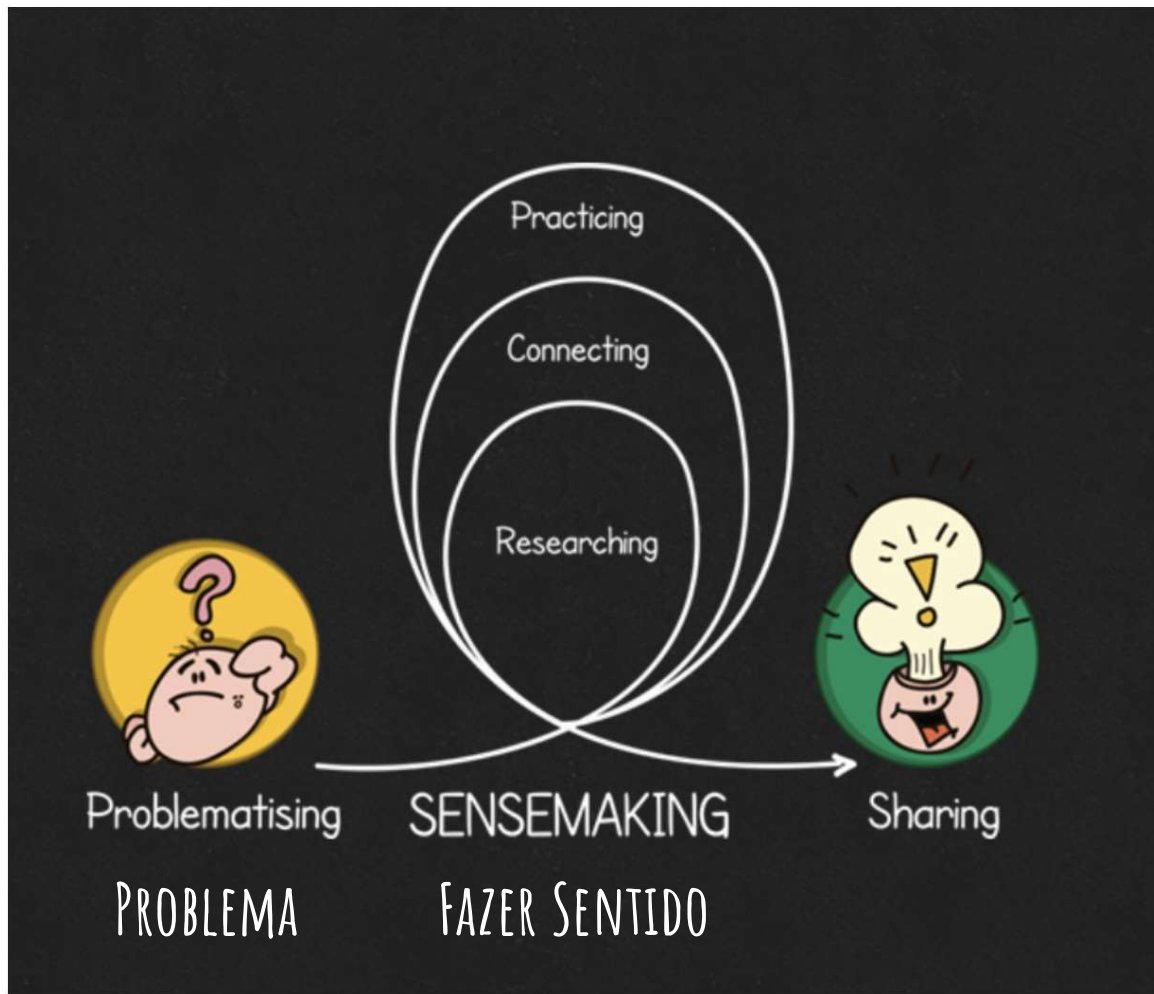 Practicing
Connecting
Researching
Problematising SENSEMAKING Sharing
PROBLEMA FAZER SENTIDO